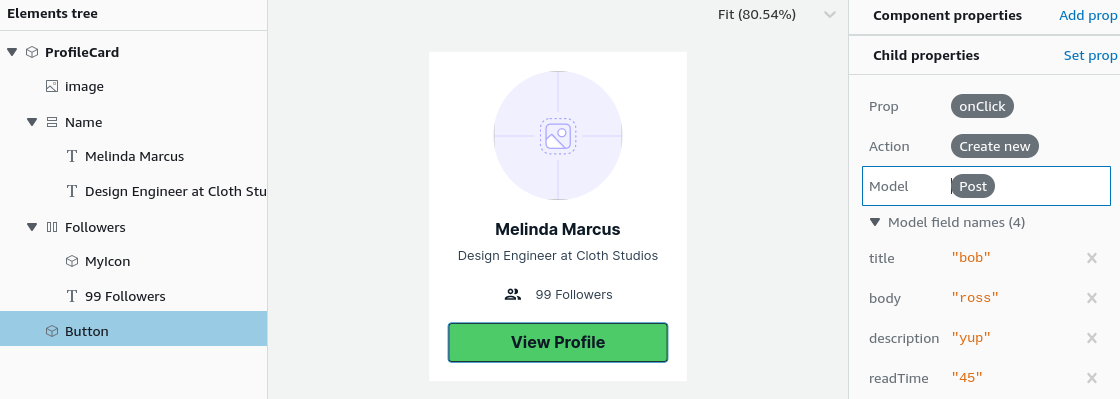 Elements tree
ProfileCard
image
Name
Melinda Marcus
Design Engineer at Cloth Stu
Followers
MyIcon
99 Followers
Button
Fit (80.54%)
Melinda Marcus
Design Engineer at Cloth Studios
99 Followers
View Profile
Component properties Add prop
Child properties Set prop
Prop onClick
Action Create new
Model Post
Model field names (4)
title "bob"
body "ross"
description "yup"
readTime "45"